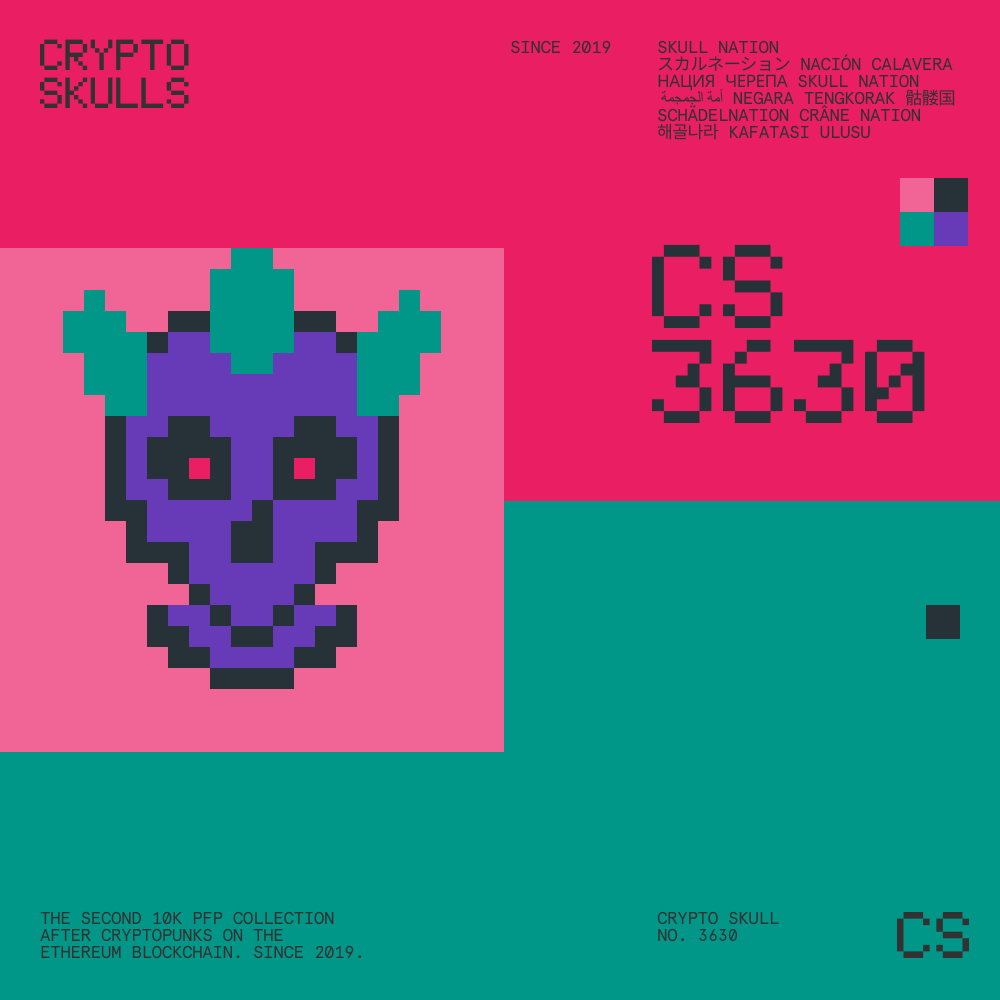 CRYPTO
SKULLS
SINCE 2019
SKULL NATION
スカルネーション NACIÓN CALAVERA
НАЦИЯ ЧЕРЕПА SKULL NATION
أمة الجمجمة NEGARA TENGKORAK 骷髅国
SCHÄDELNATION CRÂNE NATION
해골나라 KAFATASI ULUSU
CS
3630
THE SECOND 10K PFP COLLECTION
AFTER CRYPTOPUNKS ON THE
ETHEREUM BLOCKCHAIN. SINCE 2019.
CRYPTO SKULL
NO. 3630
CS